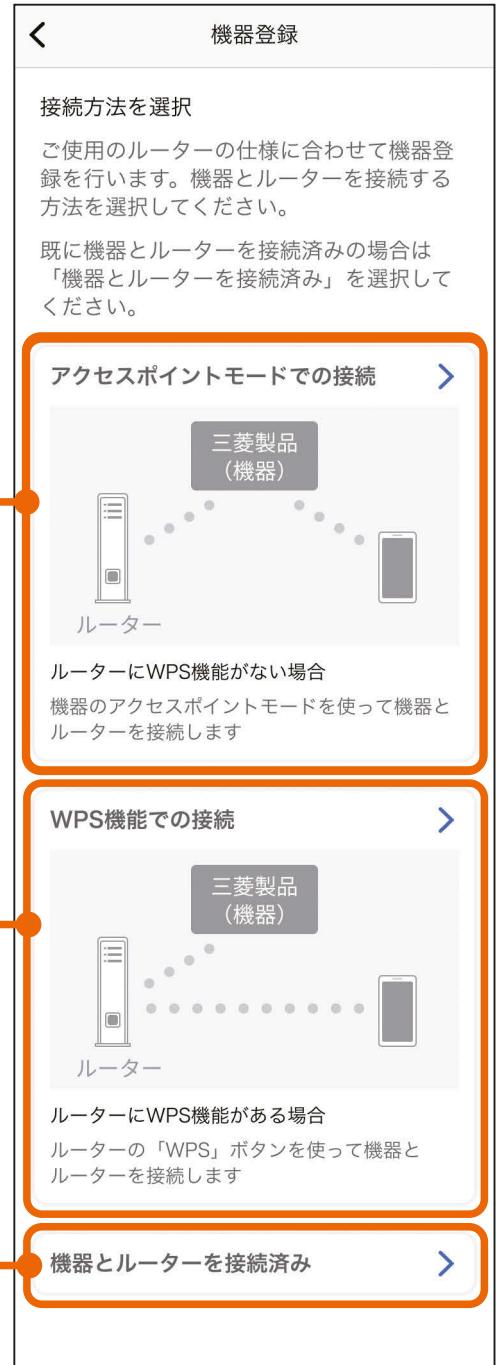 機器登録
接続方法を選択
ご使用のルーターの仕様に合わせて機器登
録を行います。機器とルーターを接続する
方法を選択してください。
既に機器とルーターを接続済みの場合は
「機器とルーターを接続済み」を選択して
ください。
アクセスポイントモードでの接続
三菱製品
（機器）
ルーター
ルーターにWPS機能がない場合
機器のアクセスポイントモードを使って機器と
ルーターを接続します
WPS機能での接続
三菱製品
（機器）
ルーター
ルーターにWPS機能がある場合
ルーターの「WPS」ボタンを使って機器と
ルーターを接続します
機器とルーターを接続済み